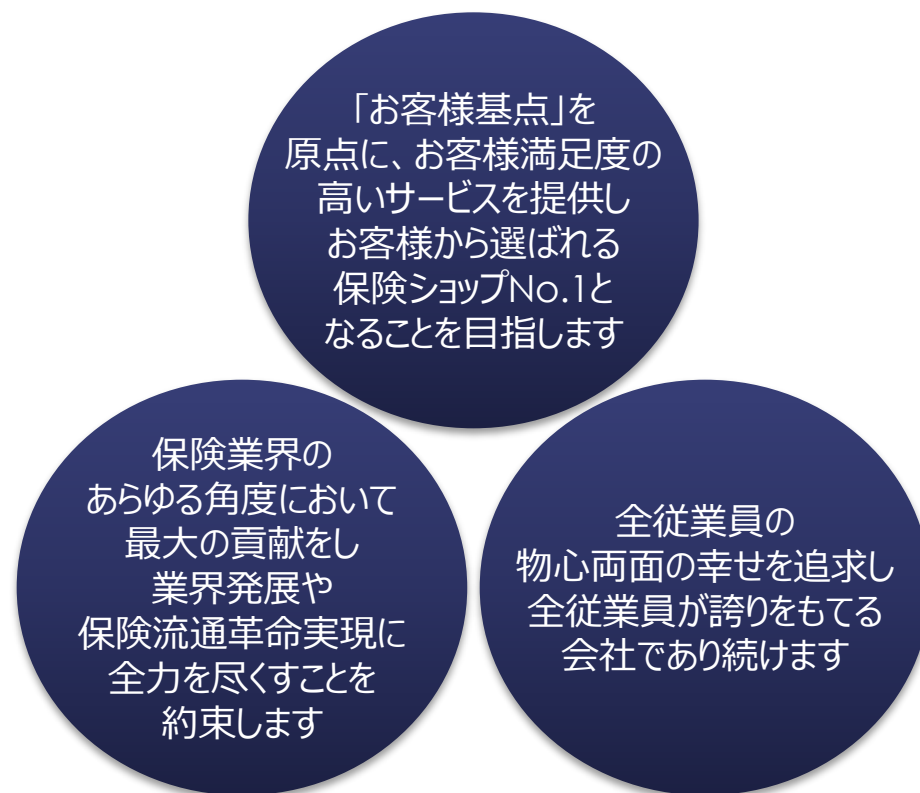 「お客様基点」を
原点に、お客様満足度の
高いサービスを提供し
お客様から選ばれる
保険ショップNo.1と
なることを目指します
保険業界の
あらゆる角度において
最大の貢献をし
業界発展や
保険流通革命実現に
全力を尽くすことを
約束します
全従業員の
物心両面の幸せを追求し
全従業員が誇りをもてる
会社であり続けます